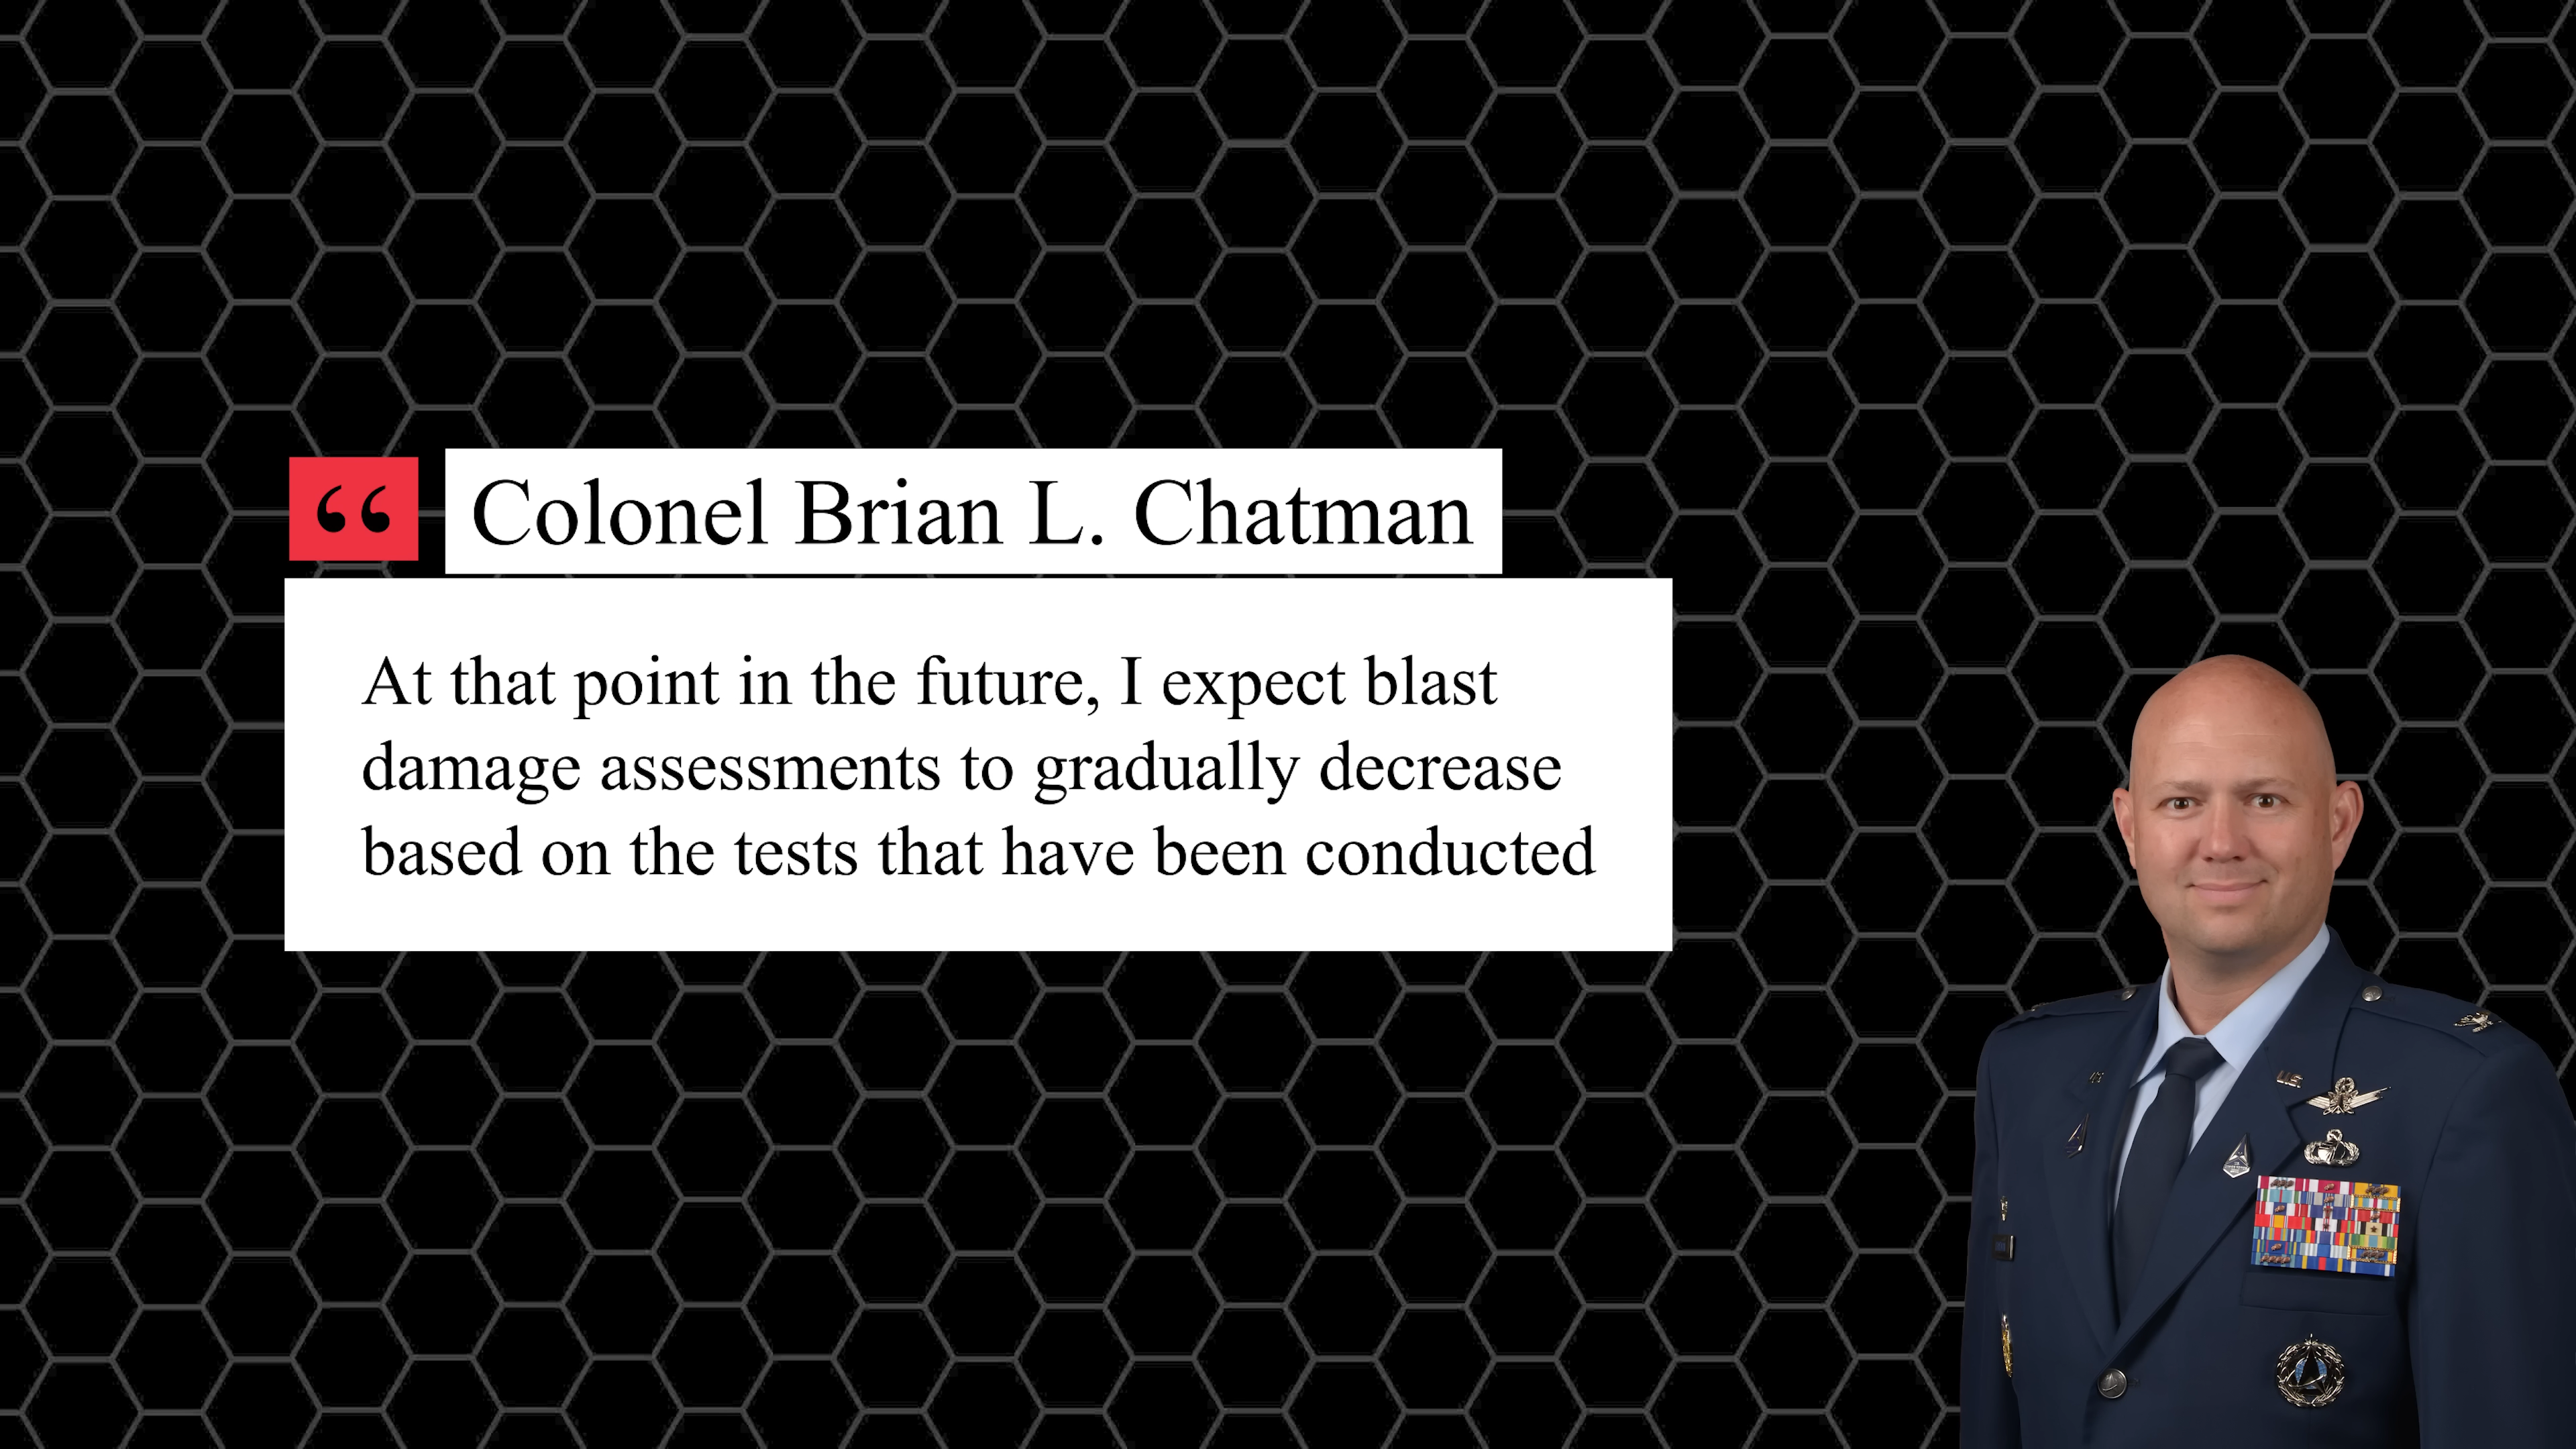 “ Colonel Brian L. Chatman
At that point in the future, I expect blast
damage assessments to gradually decrease
based on the tests that have been conducted
U.S.